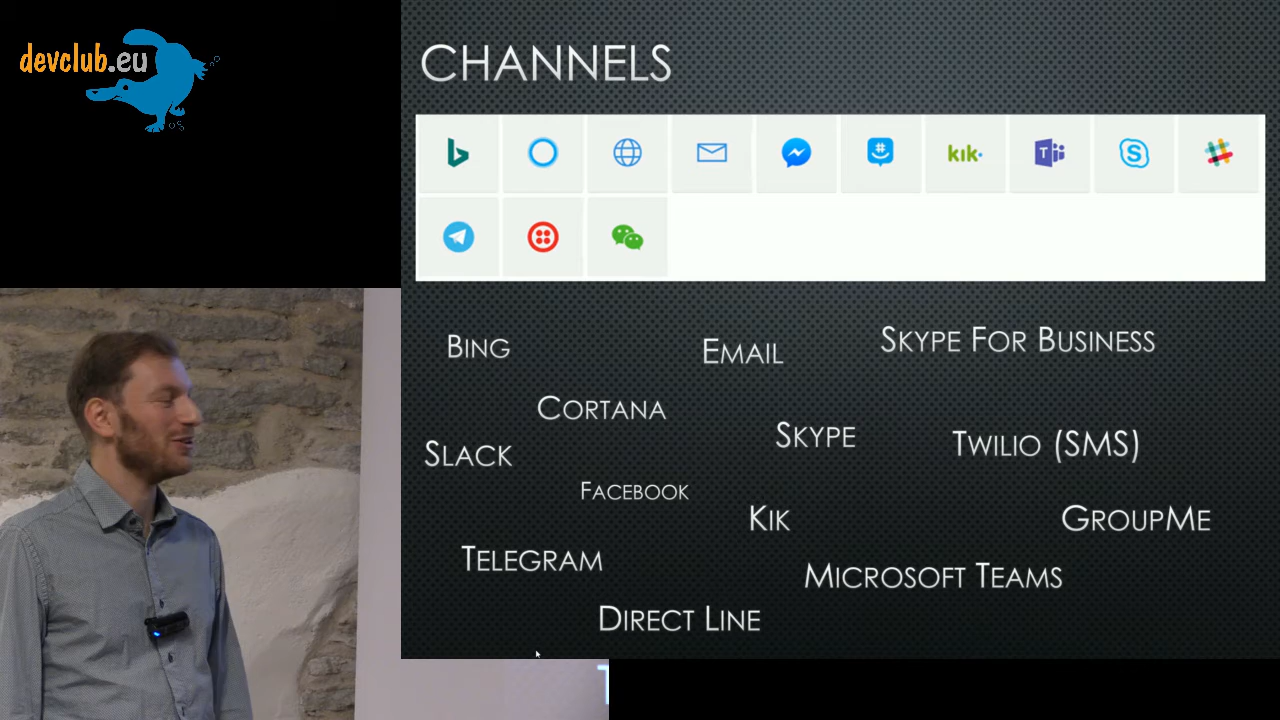 devclub.eu
CHANNELS
kik.
BING
EMAIL
SKYPE FOR BUSINESS
CORTANA
SKYPE
TWILIO (SMS)
SLACK
FACEBOOK
KIK
GROUPME
TELEGRAM
MICROSOFT TEAMS
DIRECT LINE